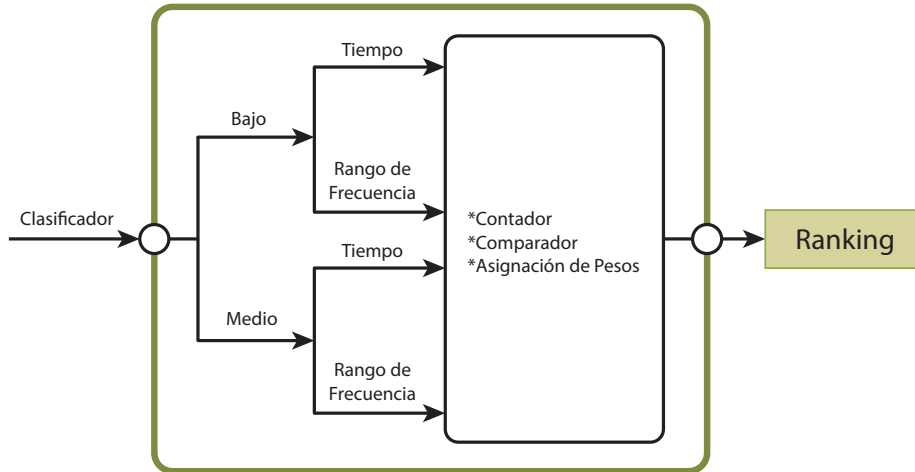 Tiempo
Bajo
Rango de
Frecuencia
Clasificador
*Contador
*Comparador
*Asignación de Pesos
Ranking
Tiempo
Medio
Rango de
Frecuencia